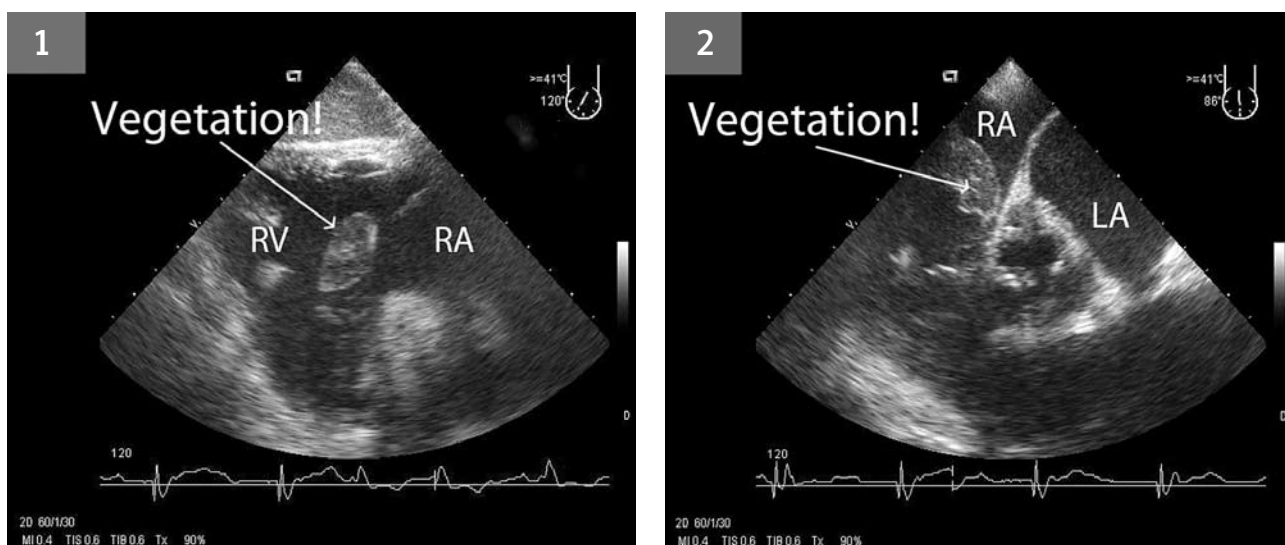 1
>=41°C
120°
Vegetation!
RV
RA
D
120
2D 60/1/30
MI 0.4 TIS 0.6 TIB 0.6 Tx 90%
2
>=41°C
86°
Vegetation!
RA
LA
D
120
2D 60/1/30
MI 0.4 TIS 0.6 TIB 0.6 Tx 90%